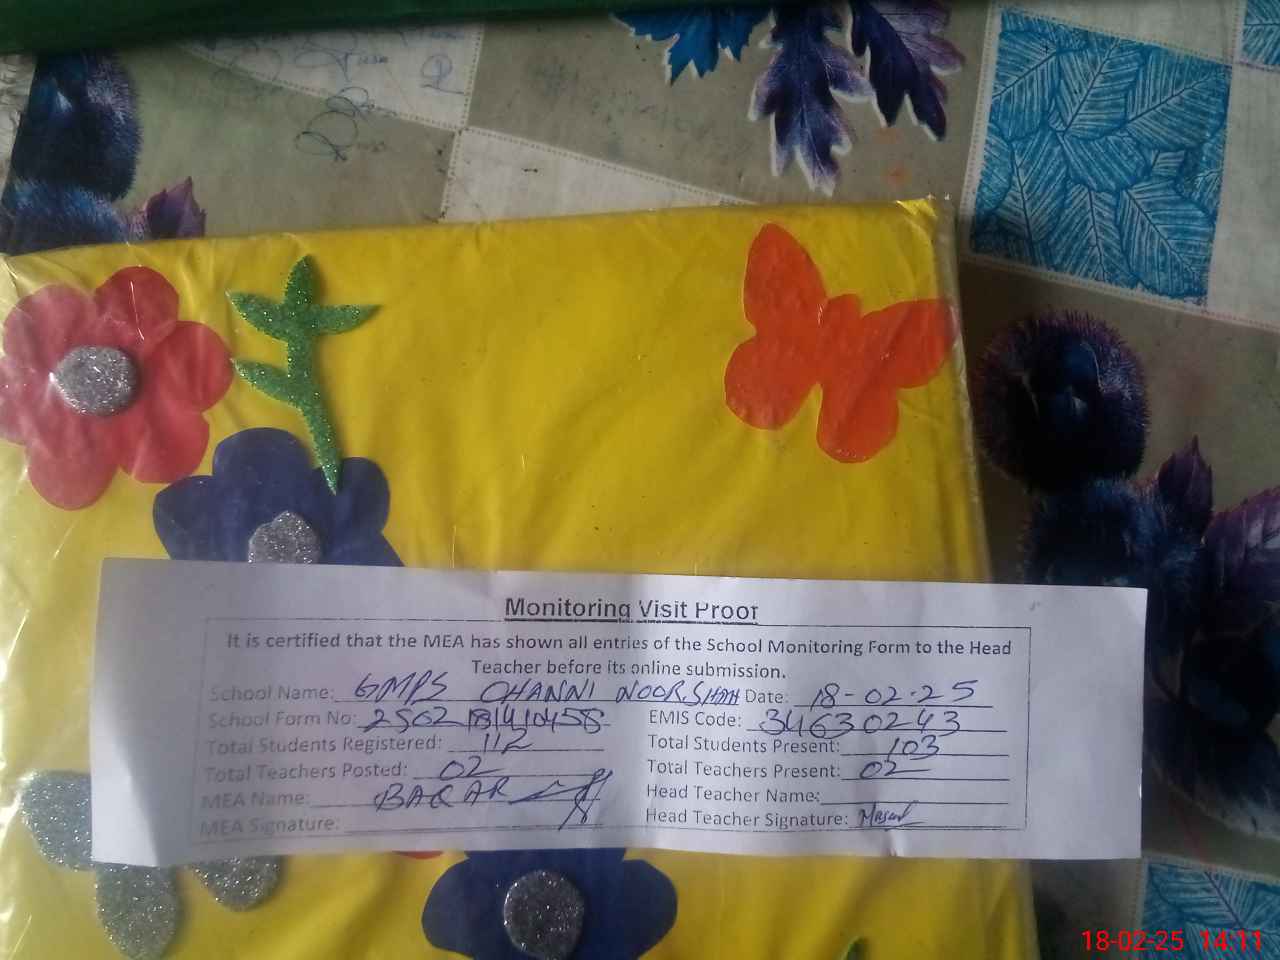 Monitoring Visit Proof
It is certified that the MEA has shown all entries of the School Monitoring Form to the Head
Teacher before its online submission.
School Name: GMPS CHANNI NOOR SHAH Date: 18-02-25
School Form No: EMIS Code: 34630243
Total Students Registered: 112 Total Students Present: 103
Total Teachers Posted: 02 Total Teachers Present: 02
MEA Name: BAQAR Head Teacher Name:
MEA Signature: Head Teacher Signature:
18-02-25 14:11